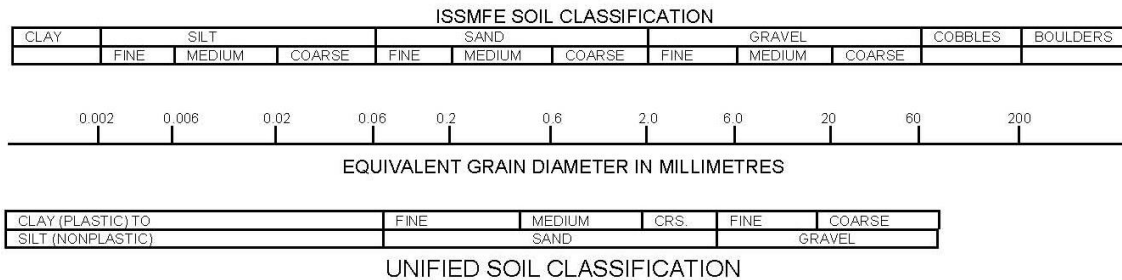 ISSMFE SOIL CLASSIFICATION
CLAY SILT SAND GRAVEL COBBLES BOULDERS
FINE MEDIUM COARSE FINE MEDIUM COARSE FINE MEDIUM COARSE
0.002 0.006 0.02 0.06 0.2 0.6 2.0 6.0 20 60 200
EQUIVALENT GRAIN DIAMETER IN MILLIMETRES
CLAY (PLASTIC) TO FINE MEDIUM CRS. FINE COARSE
SILT (NONPLASTIC) SAND GRAVEL
UNIFIED SOIL CLASSIFICATION